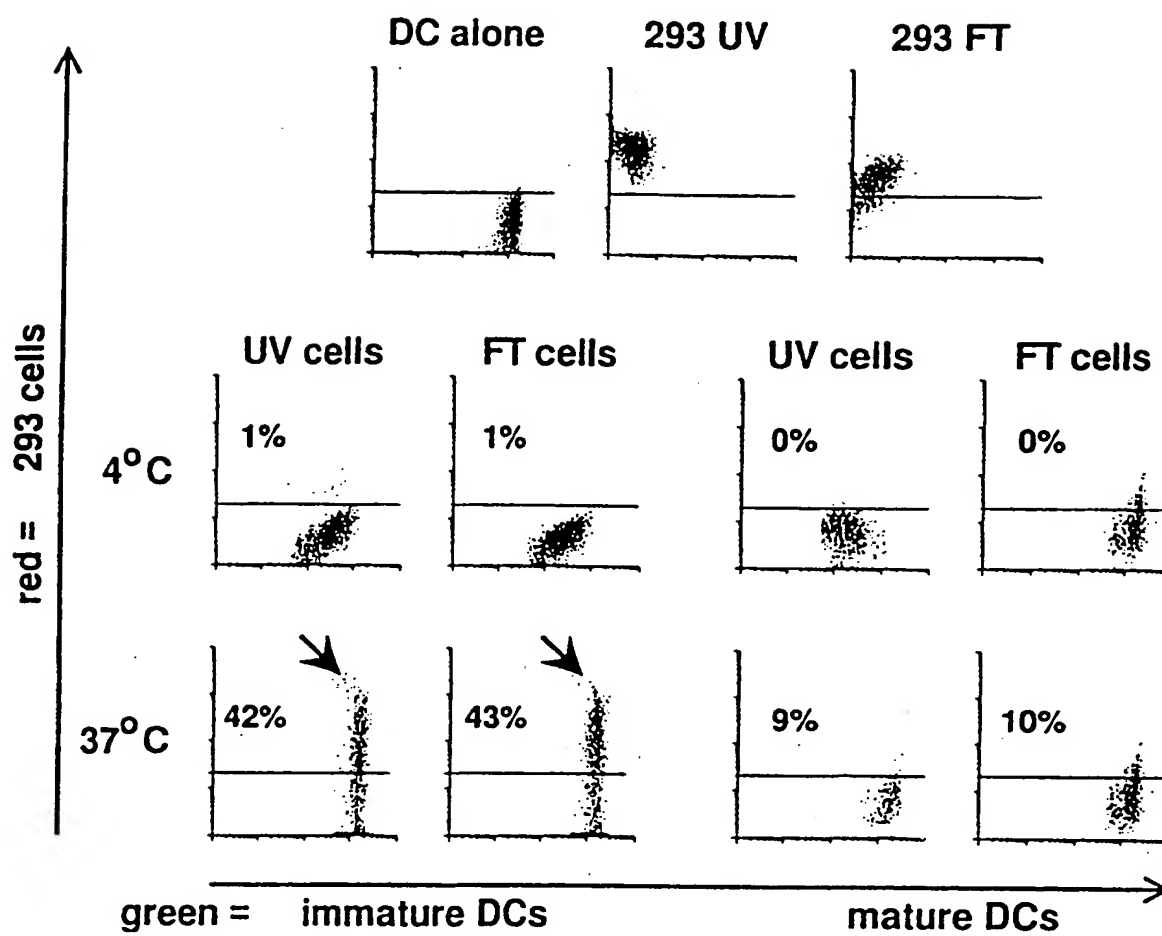 DC alone 293 UV 293 FT
UV cells FT cells UV cells FT cells
4°C 1% 1% 0% 0%
37°C 42% 43% 9% 10%
red = 293 cells
green = immature DCs mature DCs